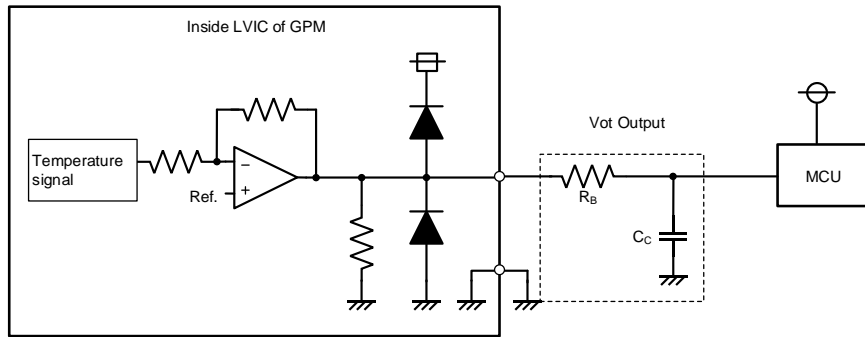 Inside LVIC of GPM
Vot Output
Temperature
signal
−
+
Ref.
R_B
C_C
MCU